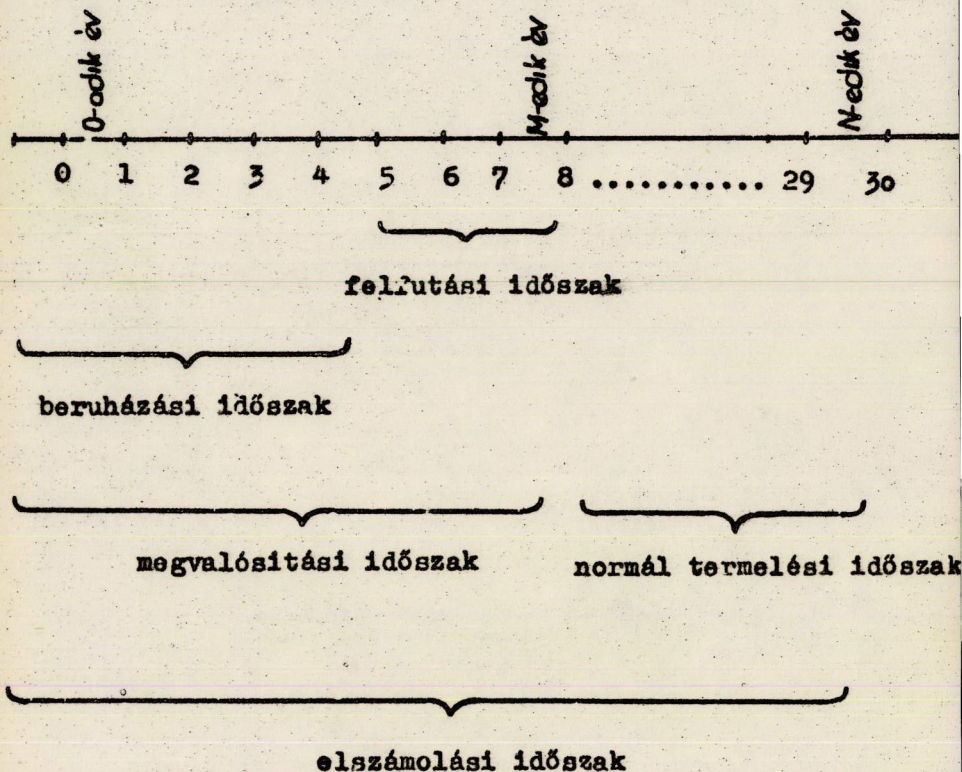 0-odik év M-edik év N-edik év
0 1 2 3 4 5 6 7 8 ............ 29 30
felfutási időszak
beruházási időszak
megvalósitási időszak normál termelési időszak
elszámolási időszak